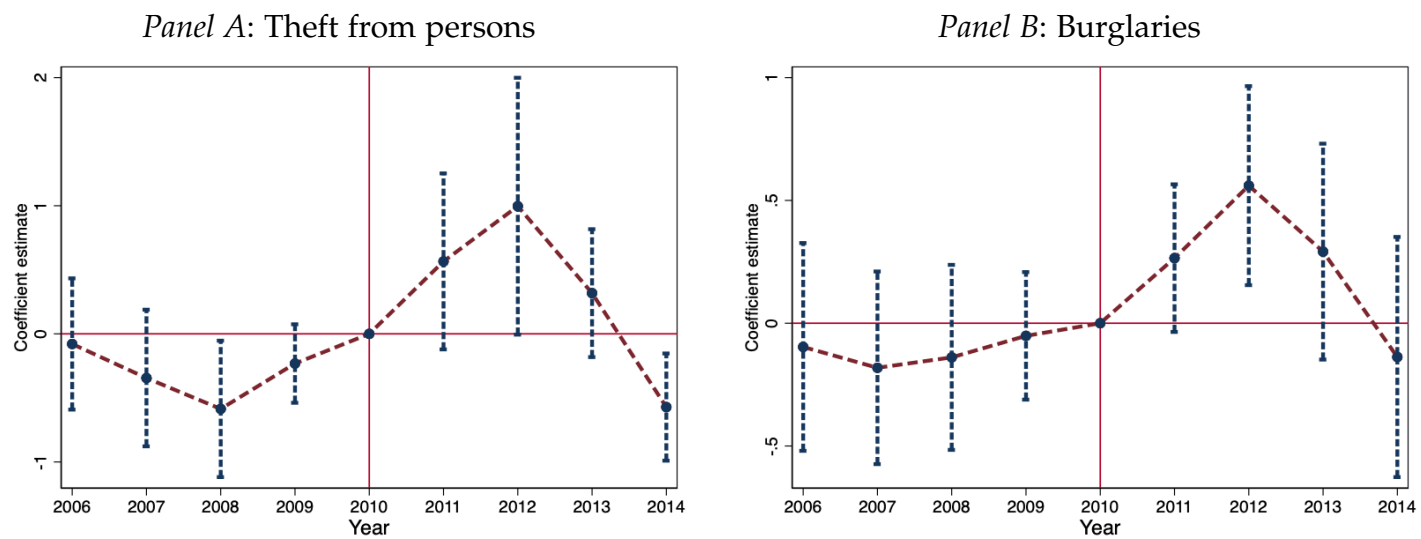 Panel A: Theft from persons
Coefficient estimate
2
1
0
-1
2006 2007 2008 2009 2010 2011 2012 2013 2014
Year
Panel B: Burglaries
Coefficient estimate
1
.5
0
-.5
2006 2007 2008 2009 2010 2011 2012 2013 2014
Year